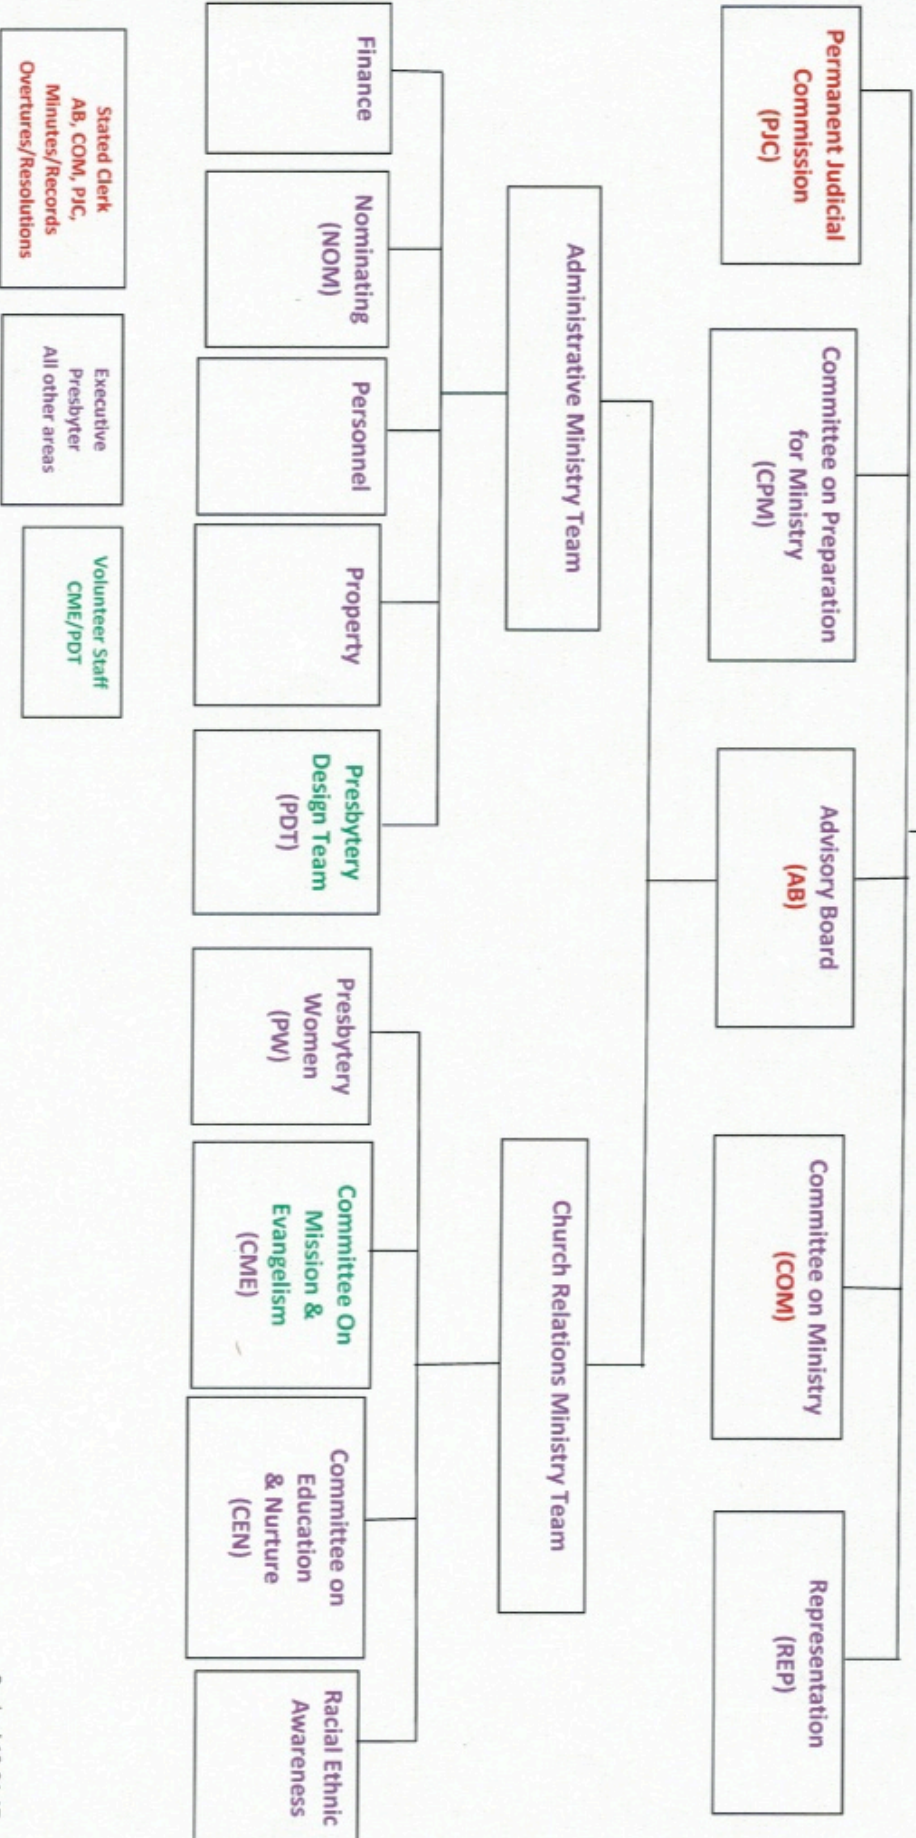 Permanent Judicial
Commission
(PJC)
Committee on Preparation
for Ministry
(CPM)
Advisory Board
(AB)
Committee on Ministry
(COM)
Representation
(REP)
Administrative Ministry Team
Church Relations Ministry Team
Finance
Nominating
(NOM)
Personnel
Property
Presbytery
Design Team
(PDT)
Presbytery
Women
(PW)
Committee On
Mission &
Evangelism
(CME)
Committee on
Education
& Nurture
(CEN)
Racial Ethnic
Awareness
Stated Clerk
AB, COM, PJC,
Minutes/Records
Overtures/Resolutions
Executive
Presbyter
All other areas
Volunteer Staff
CME/PDT